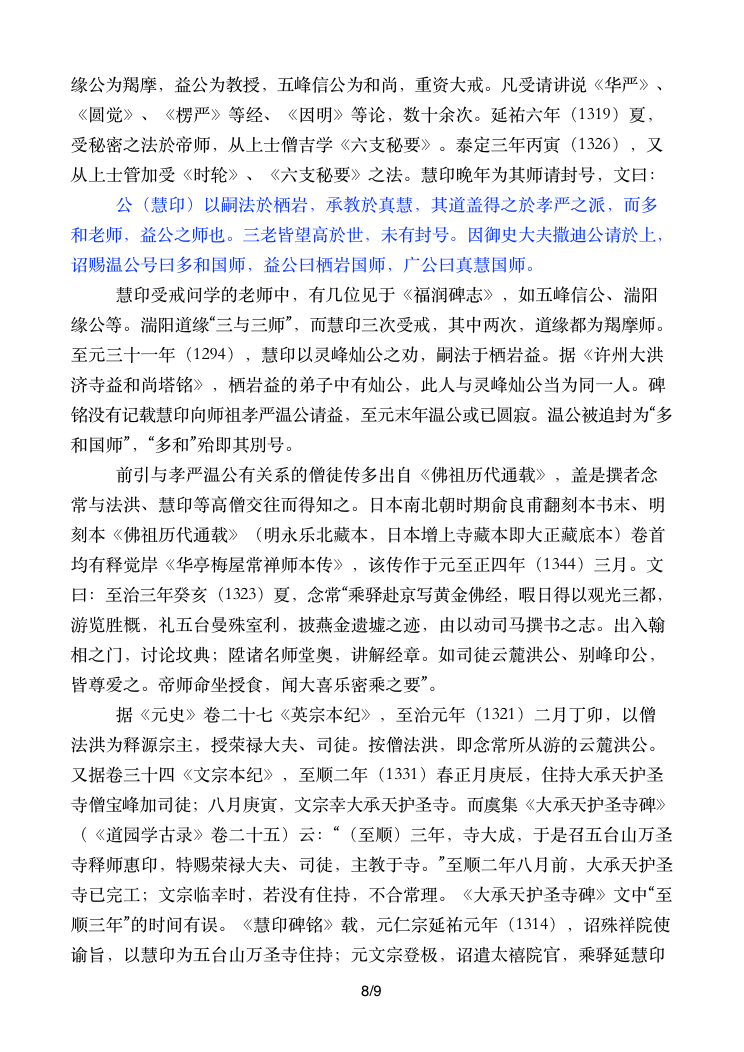 缘公为羯摩，益公为教授，五峰信公为和尚，重资大戒。凡受请讲说《华严》、
《圆觉》、《楞严》等经、《因明》等论，数十余次。延祐六年（1319）夏，
受秘密之法於帝师，从上士僧吉学《六支秘要》。泰定三年丙寅（1326），又
从上士管加受《时轮》、《六支秘要》之法。慧印晚年为其师请封号，文曰：
公（慧印）以嗣法於栖岩，承教於真慧，其道盖得之於孝严之派，而多
和老师，益公之师也。三老皆望高於世，未有封号。因御史大夫撒迪公请於上，
诏赐温公号曰多和国师，益公曰栖岩国师，广公曰真慧国师。
慧印受戒问学的老师中，有几位见于《福润碑志》，如五峰信公、湍阳
缘公等。湍阳道缘“三与三师”，而慧印三次受戒，其中两次，道缘都为羯摩师。
至元三十一年（1294），慧印以灵峰灿公之劝，嗣法于栖岩益。据《许州大洪
济寺益和尚塔铭》，栖岩益的弟子中有灿公，此人与灵峰灿公当为同一人。碑
铭没有记载慧印向师祖孝严温公请益，至元末年温公或已圆寂。温公被追封为“多
和国师”，“多和”殆即其别号。
前引与孝严温公有关系的僧徒传多出自《佛祖历代通载》，盖是撰者念
常与法洪、慧印等高僧交往而得知之。日本南北朝时期俞良甫翻刻本书末、明
刻本《佛祖历代通载》（明永乐北藏本，日本增上寺藏本即大正藏底本）卷首
均有释觉岸《华亭梅屋常禅师本传》，该传作于元至正四年（1344）三月。文
曰：至治三年癸亥（1323）夏，念常“乘驿赴京写黄金佛经，暇日得以观光三都，
游览胜概，礼五台曼殊室利，披燕金遗墟之迹，由以动司马撰书之志。出入翰
相之门，讨论坟典；陞诸名师堂奥，讲解经章。如司徒云麓洪公、别峰印公，
皆尊爱之。帝师命坐授食，闻大喜乐密乘之要”。
据《元史》卷二十七《英宗本纪》，至治元年（1321）二月丁卯，以僧
法洪为释源宗主，授荣禄大夫、司徒。按僧法洪，即念常所从游的云麓洪公。
又据卷三十四《文宗本纪》，至顺二年（1331）春正月庚辰，住持大承天护圣
寺僧宝峰加司徒；八月庚寅，文宗幸大承天护圣寺。而虞集《大承天护圣寺碑》
（《道园学古录》卷二十五）云：“（至顺）三年，寺大成，于是召五台山万圣
寺释师惠印，特赐荣禄大夫、司徒，主教于寺。”至顺二年八月前，大承天护圣
寺已完工；文宗临幸时，若没有住持，不合常理。《大承天护圣寺碑》文中“至
顺三年”的时间有误。《慧印碑铭》载，元仁宗延祐元年（1314），诏殊祥院使
谕旨，以慧印为五台山万圣寺住持；元文宗登极，诏遣太禧院官，乘驿延慧印
8/9